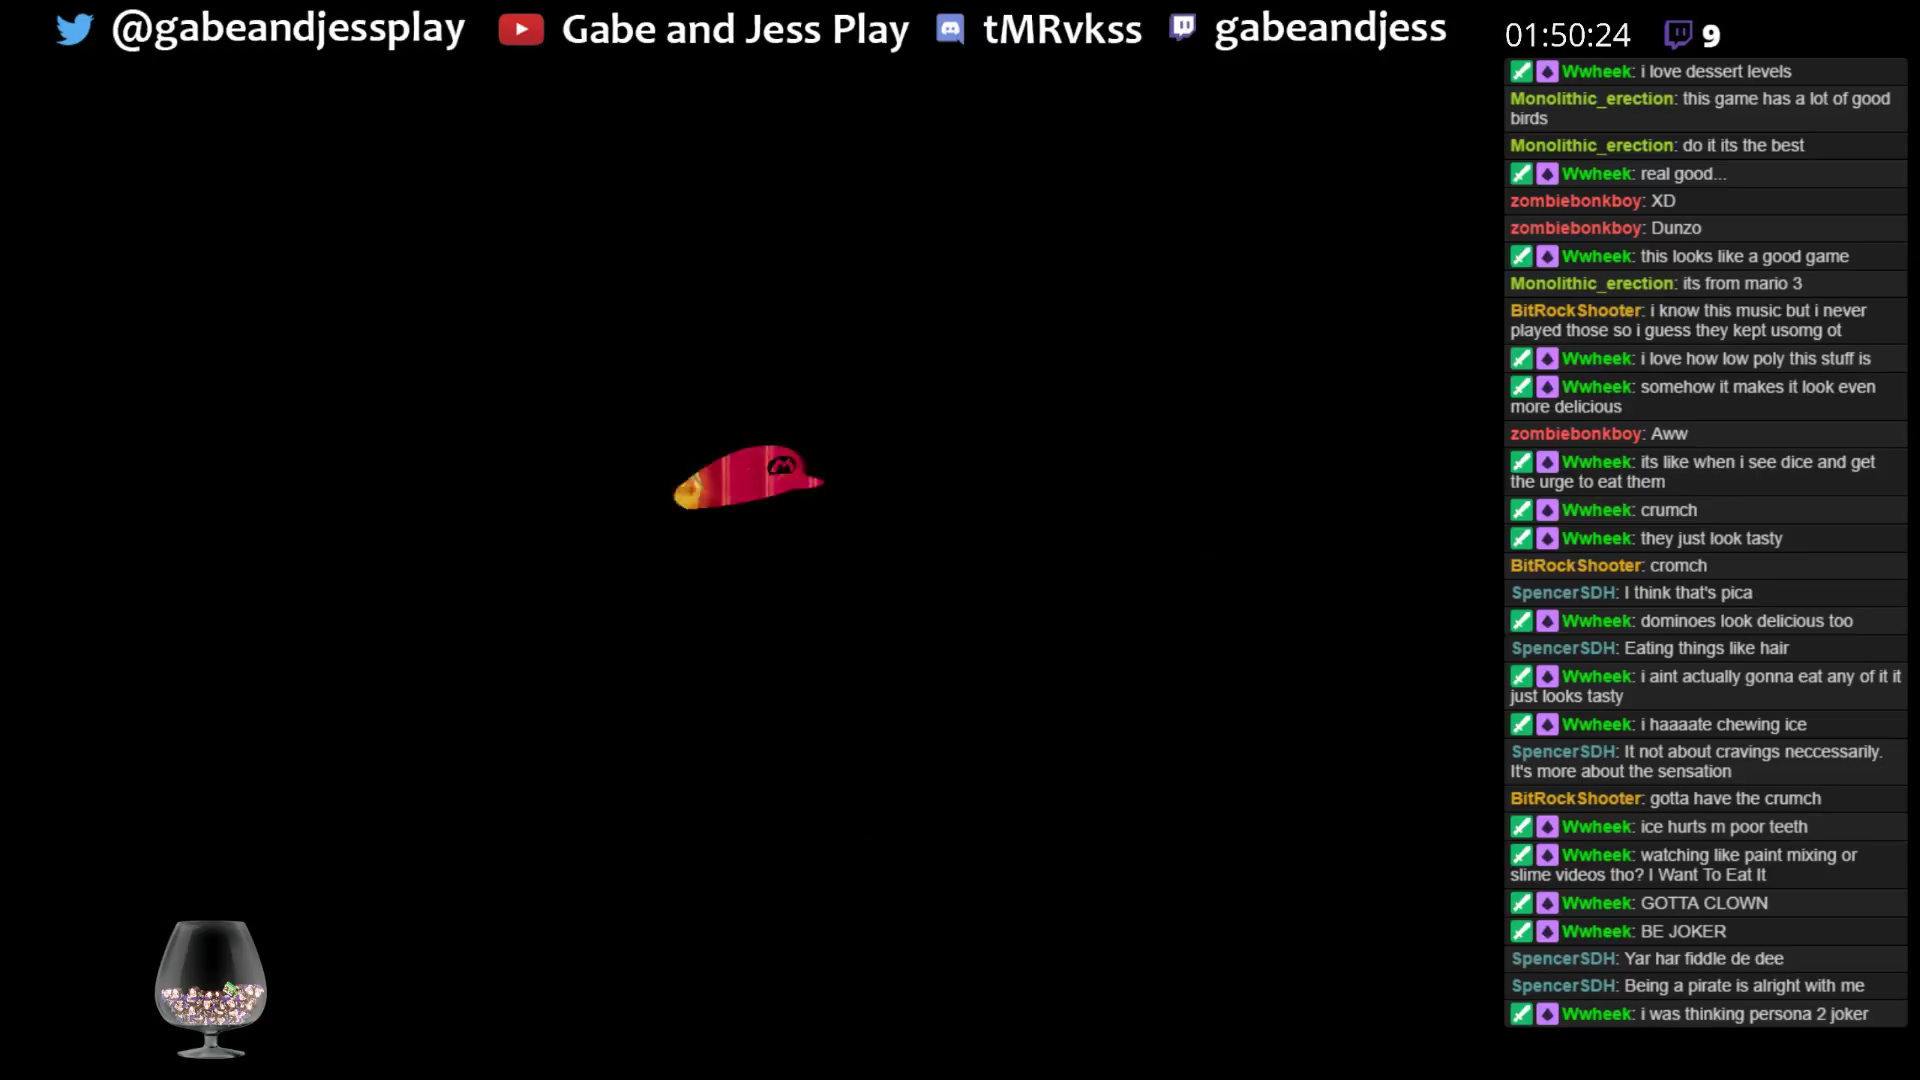 @gabeandjessplay Gabe and Jess Play tMRvkss gabeandjess
01:50:24 9
Wwheek: i love dessert levels
Monolithic_erection: this game has a lot of good
birds
Monolithic_erection: do it its the best
Wwheek: real good...
zombiebonkboy: XD
zombiebonkboy: Dunzo
Wwheek: this looks like a good game
Monolithic_erection: its from mario 3
BitRockShooter: i know this music but i never
played those so i guess they kept usomg ot
Wwheek: i love how low poly this stuff is
Wwheek: somehow it makes it look even
more delicious
zombiebonkboy: Aww
Wwheek: its like when i see dice and get
the urge to eat them
Wwheek: crumch
Wwheek: they just look tasty
BitRockShooter: cromch
SpencerSDH: I think that's pica
Wwheek: dominoes look delicious too
SpencerSDH: Eating things like hair
Wwheek: i aint actually gonna eat any of it it
just looks tasty
Wwheek: i haaaate chewing ice
SpencerSDH: It not about cravings neccessarily.
It's more about the sensation
BitRockShooter: gotta have the crumch
Wwheek: ice hurts m poor teeth
Wwheek: watching like paint mixing or
slime videos tho? I Want To Eat It
Wwheek: GOTTA CLOWN
Wwheek: BE JOKER
SpencerSDH: Yar har fiddle de dee
SpencerSDH: Being a pirate is alright with me
Wwheek: i was thinking persona 2 joker
M